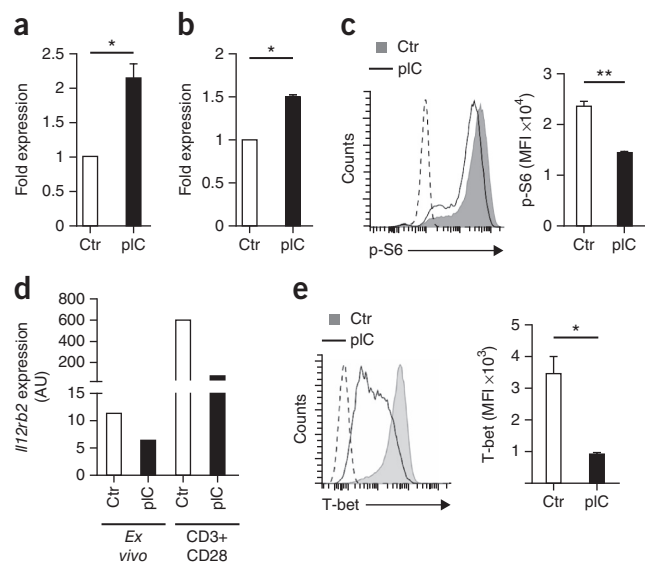 a
*
Fold expression
2.5
2
1.5
1
0.5
0
Ctr
pIC
b
*
Fold expression
2
1.5
1
0.5
0
Ctr
pIC
c
Ctr
pIC
Counts
p-S6
**
p-S6 (MFI ×10⁴)
3
2
1
0
Ctr
pIC
d
Il12rb2 expression
(AU)
800
600
400
200
15
10
5
0
Ctr
pIC
Ctr
pIC
Ex
vivo
CD3+
CD28
e
Ctr
pIC
Counts
T-bet
*
T-bet (MFI ×10³)
5
4
3
2
1
Ctr
pIC